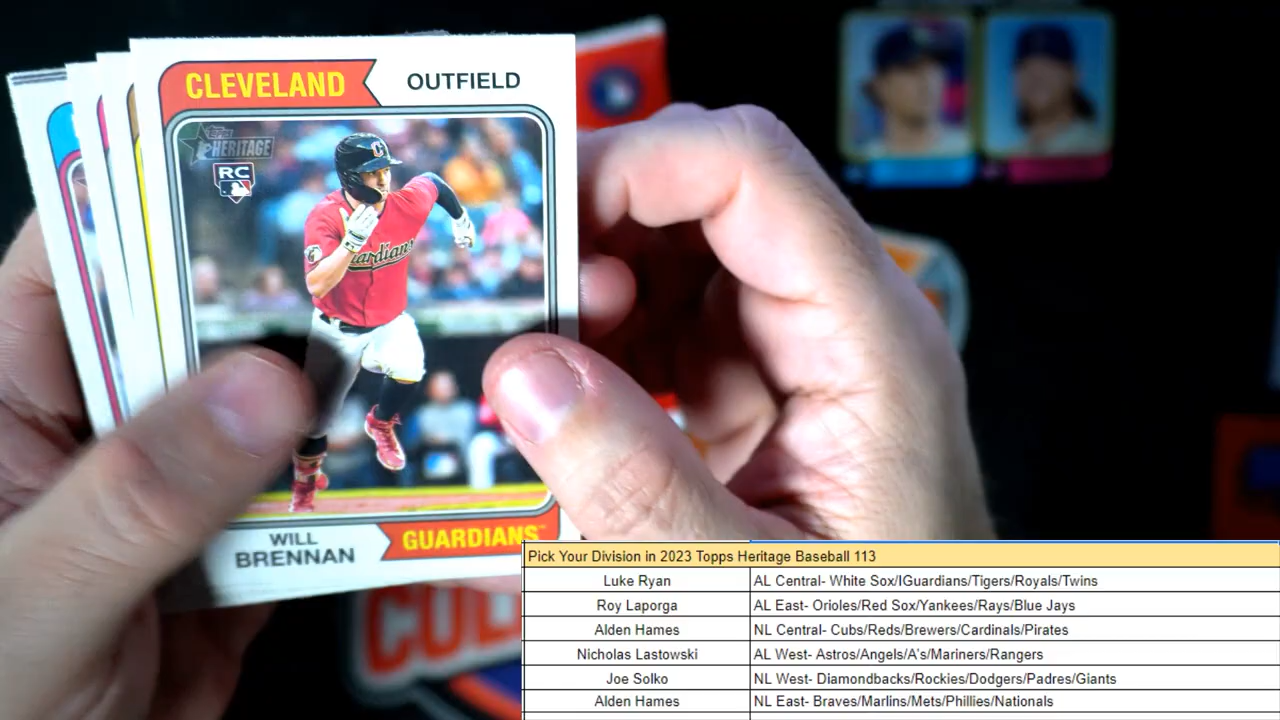 CLEVELAND
OUTFIELD
Topps
HERITAGE
RC
C
Guardians
WILL
BRENNAN
GUARDIANS™
Pick Your Division in 2023 Topps Heritage Baseball 113
Luke Ryan AL Central- White Sox/IGuardians/Tigers/Royals/Twins
Roy Laporga AL East- Orioles/Red Sox/Yankees/Rays/Blue Jays
Alden Hames NL Central- Cubs/Reds/Brewers/Cardinals/Pirates
Nicholas Lastowski AL West- Astros/Angels/A's/Mariners/Rangers
Joe Solko NL West- Diamondbacks/Rockies/Dodgers/Padres/Giants
Alden Hames NL East- Braves/Marlins/Mets/Phillies/Nationals